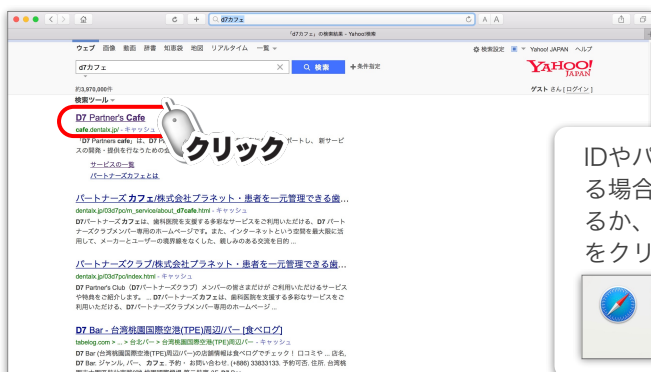 d7カフェ
A A
「d7カフェ」の検索結果 - Yahoo!検索
ウェブ 画像 動画 辞書 知恵袋 地図 リアルタイム 一覧
検索設定 Yahoo! JAPAN ヘルプ
d7カフェ
検索
+条件指定
YAHOO!
JAPAN
約3,970,000件
ゲスト さん [ログイン]
検索ツール
D7 Partner's Cafe
cafe.dentalx.jp/ - キャッシュ
クリック
「D7 Partners cafe」は、D7 P
ポートし、 新サービ
スの開発・提供を行なうための会
サービスの一覧
パートナーズカフェとは
パートナーズ カフェ/株式会社プラネット・患者を一元管理できる歯...
dentalx.jp/03d7pc/m_service/about_d7cafe.html - キャッシュ
D7パートナーズ カフェは、歯科医院を支援する多彩なサービスをご利用いただける、D7 パート
ナーズクラブメンバー専用のホームページです。また、インターネットという空間を最大限に活
用して、メーカーとユーザーの境界線をなくした、親しみのある交流を目的 ...
パートナーズクラブ/株式会社プラネット・患者を一元管理できる歯...
dentalx.jp/03d7pc/index.html - キャッシュ
D7 Partner's Club（D7パートナーズクラブ）メンバーの皆さまだけが ご利用いただけるサービス
や特典をご紹介します。 ... D7パートナーズ カフェは、歯科医院を支援する多彩なサービスをご
利用いただける、D7パートナーズクラブメンバー専用のホームページ ...
D7 Bar - 台湾桃園国際空港(TPE)周辺/バー [食べログ]
tabelog.com > ... > 台北バー > 台湾桃園国際空港(TPE)周辺バー - キャッシュ
D7 Bar (台湾桃園国際空港(TPE)周辺/バー)の店舗情報は食べログでチェック！ 口コミや ... 店名,
D7 Bar. ジャンル, バー、 カフェ. 予約・ お問い合わせ. (+886) 33833133. 予約可否. 住所. 台湾桃
IDやパ
る場合
るか、
をクリ